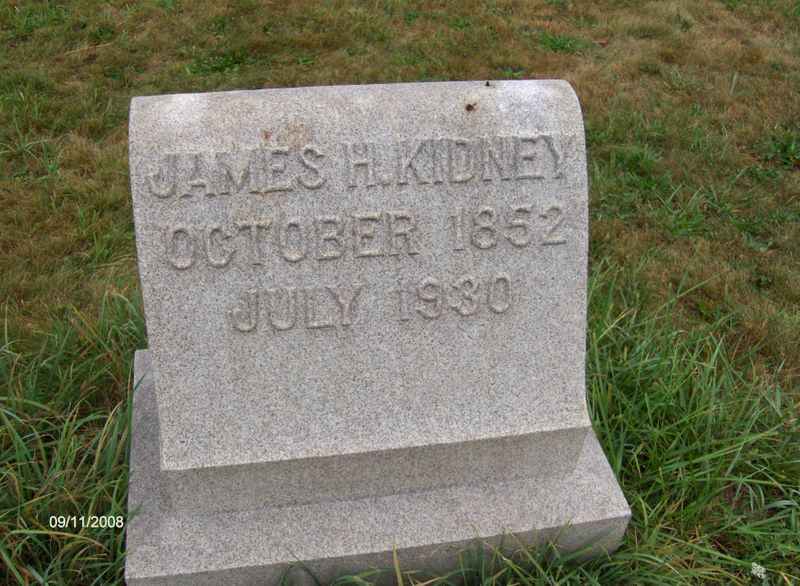 JAMES H. KIDNEY
OCTOBER 1852
JULY 1930
09/11/2008